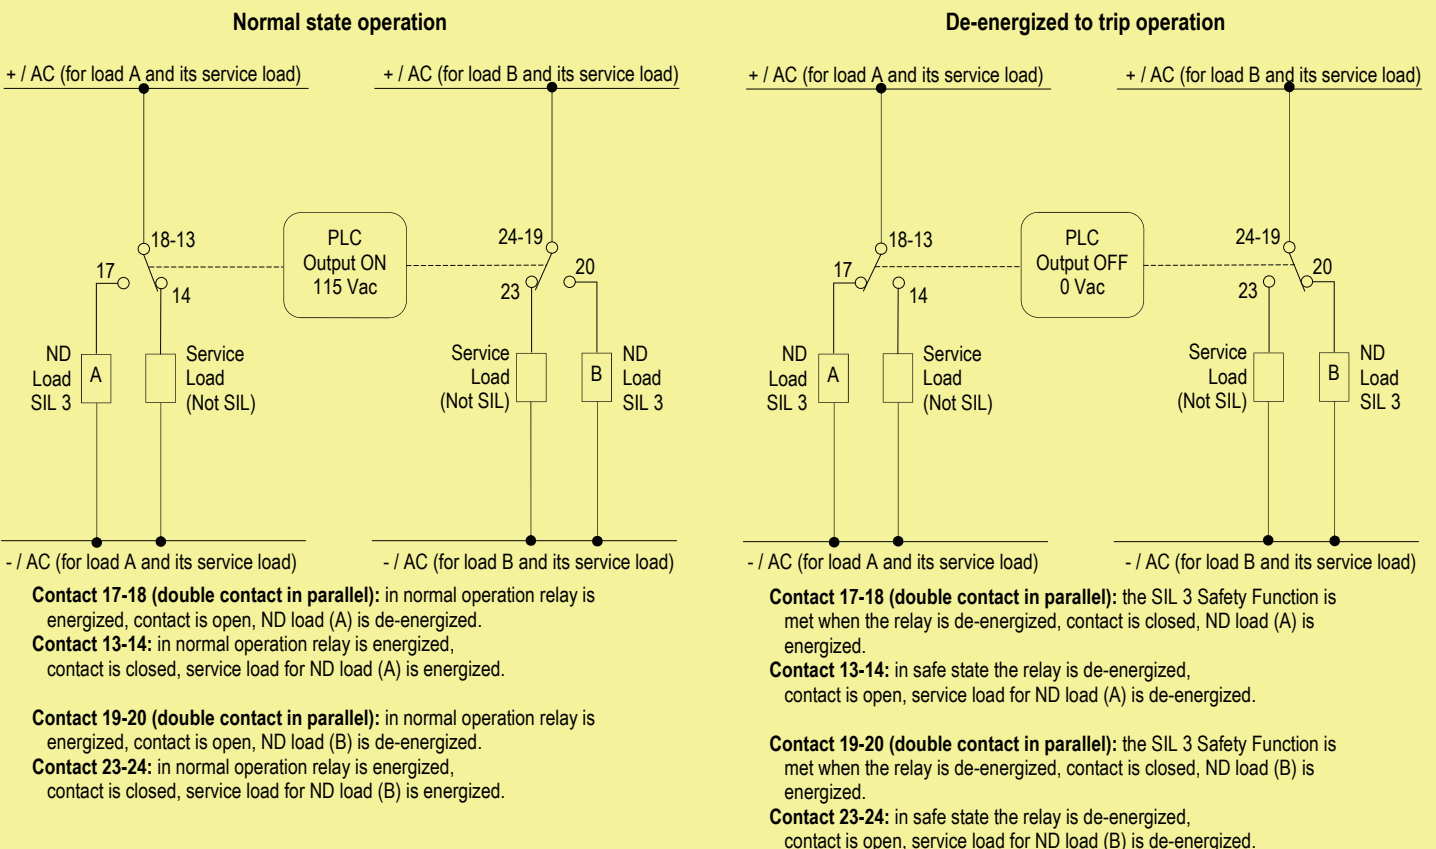 Normal state operation
+ / AC (for load A and its service load)
+ / AC (for load B and its service load)
18-13
PLC
Output ON
115 Vac
24-19
17
14
23
20
ND
Load
SIL 3
A
Service
Load
(Not SIL)
Service
Load
(Not SIL)
B
ND
Load
SIL 3
- / AC (for load A and its service load)
- / AC (for load B and its service load)
Contact 17-18 (double contact in parallel): in normal operation relay is
energized, contact is open, ND load (A) is de-energized.
Contact 13-14: in normal operation relay is energized,
contact is closed, service load for ND load (A) is energized.
Contact 19-20 (double contact in parallel): in normal operation relay is
energized, contact is open, ND load (B) is de-energized.
Contact 23-24: in normal operation relay is energized,
contact is closed, service load for ND load (B) is energized.
De-energized to trip operation
+ / AC (for load A and its service load)
+ / AC (for load B and its service load)
18-13
PLC
Output OFF
0 Vac
24-19
17
14
23
20
ND
Load
SIL 3
A
Service
Load
(Not SIL)
Service
Load
(Not SIL)
B
ND
Load
SIL 3
- / AC (for load A and its service load)
- / AC (for load B and its service load)
Contact 17-18 (double contact in parallel): the SIL 3 Safety Function is
met when the relay is de-energized, contact is closed, ND load (A) is
energized.
Contact 13-14: in safe state the relay is de-energized,
contact is open, service load for ND load (A) is de-energized.
Contact 19-20 (double contact in parallel): the SIL 3 Safety Function is
met when the relay is de-energized, contact is closed, ND load (B) is
energized.
Contact 23-24: in safe state the relay is de-energized,
contact is open, service load for ND load (B) is de-energized.